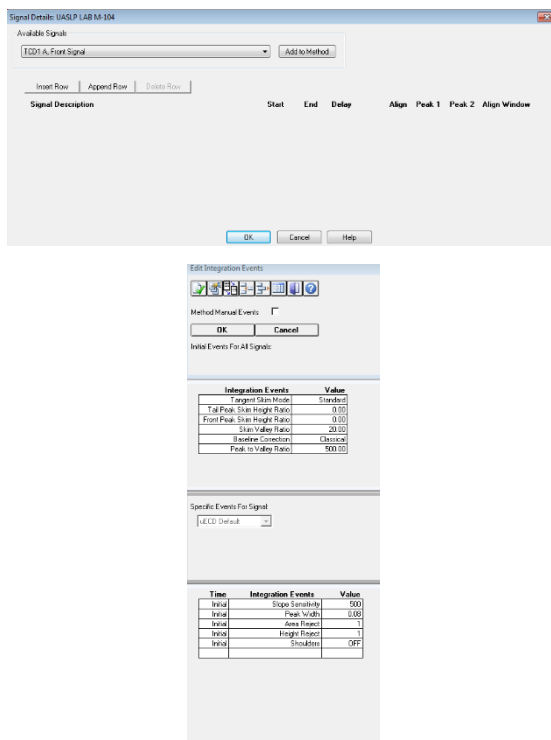 Signal Details: UASLP LAB M-104
Available Signals
TCD1 A, Front Signal Add to Method
Insert Row Append Row Delete Row
Signal Description Start End Delay Align Peak 1 Peak 2 Align Window
OK Cancel Help
Edit Integration Events
Method Manual Events
OK Cancel
Initial Events For All Signals:
Integration Events Value
Tangent Skim Mode Standard
Tail Peak Skim Height Ratio 0.00
Front Peak Skim Height Ratio 0.00
Skim Valley Ratio 20.00
Baseline Correction Classical
Peak to Valley Ratio 500.00
Specific Events For Signal:
uECD Default
Time Integration Events Value
Initial Slope Sensitivity 500
Initial Peak Width 0.08
Initial Area Reject 1
Initial Height Reject 1
Initial Shoulders OFF